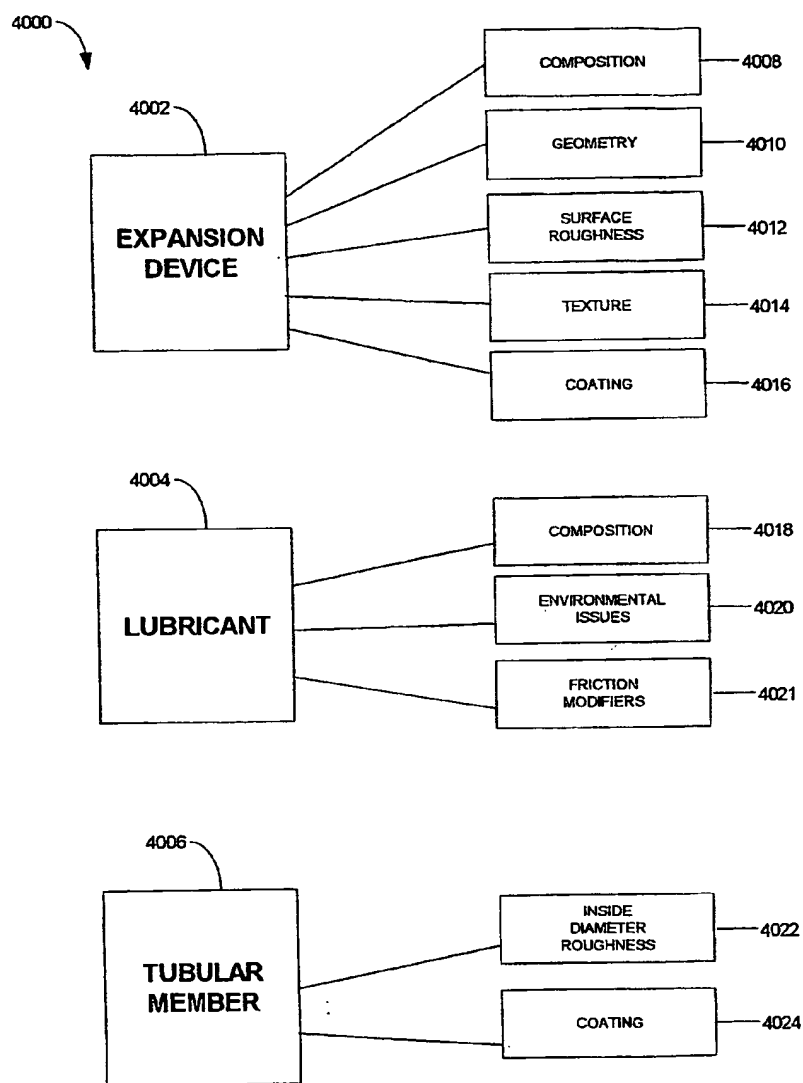 4000
4002
EXPANSION
DEVICE
COMPOSITION
4008
GEOMETRY
4010
SURFACE
ROUGHNESS
4012
TEXTURE
4014
COATING
4016
4004
LUBRICANT
COMPOSITION
4018
ENVIRONMENTAL
ISSUES
4020
FRICTION
MODIFIERS
4021
4006
TUBULAR
MEMBER
INSIDE
DIAMETER
ROUGHNESS
4022
COATING
4024